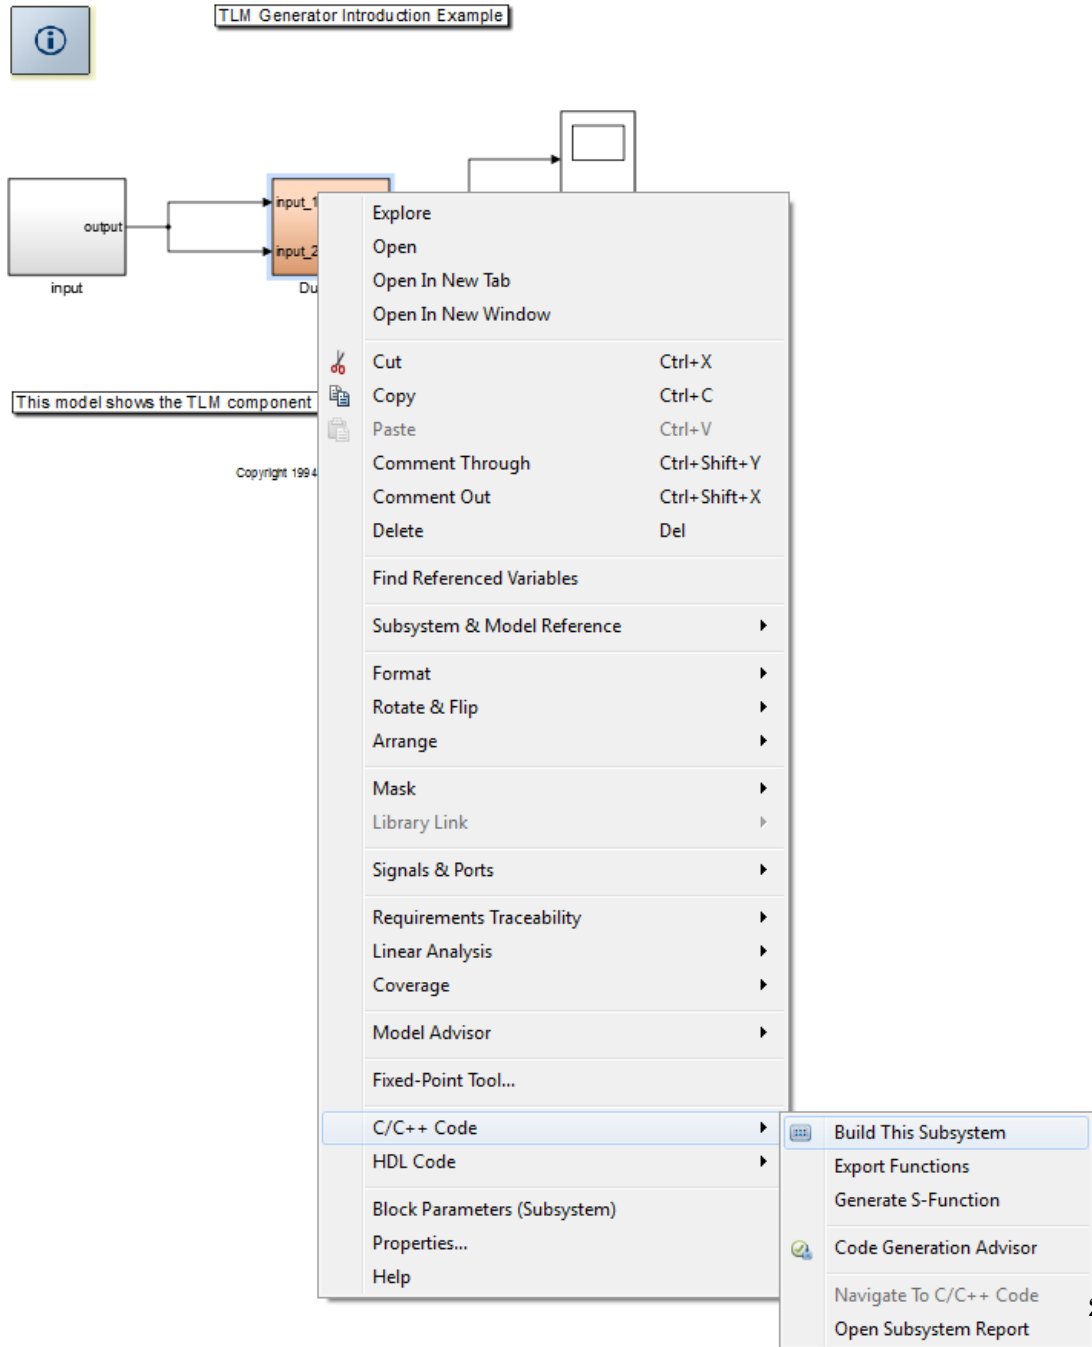 TLM Generator Introduction Example
output
input
input_1
input_2
Du
This model shows the TLM component
Copyright 1994
Explore
Open
Open In New Tab
Open In New Window
Cut Ctrl+X
Copy Ctrl+C
Paste Ctrl+V
Comment Through Ctrl+Shift+Y
Comment Out Ctrl+Shift+X
Delete Del
Find Referenced Variables
Subsystem & Model Reference
Format
Rotate & Flip
Arrange
Mask
Library Link
Signals & Ports
Requirements Traceability
Linear Analysis
Coverage
Model Advisor
Fixed-Point Tool...
C/C++ Code
HDL Code
Block Parameters (Subsystem)
Properties...
Help
Build This Subsystem
Export Functions
Generate S-Function
Code Generation Advisor
Navigate To C/C++ Code
Open Subsystem Report